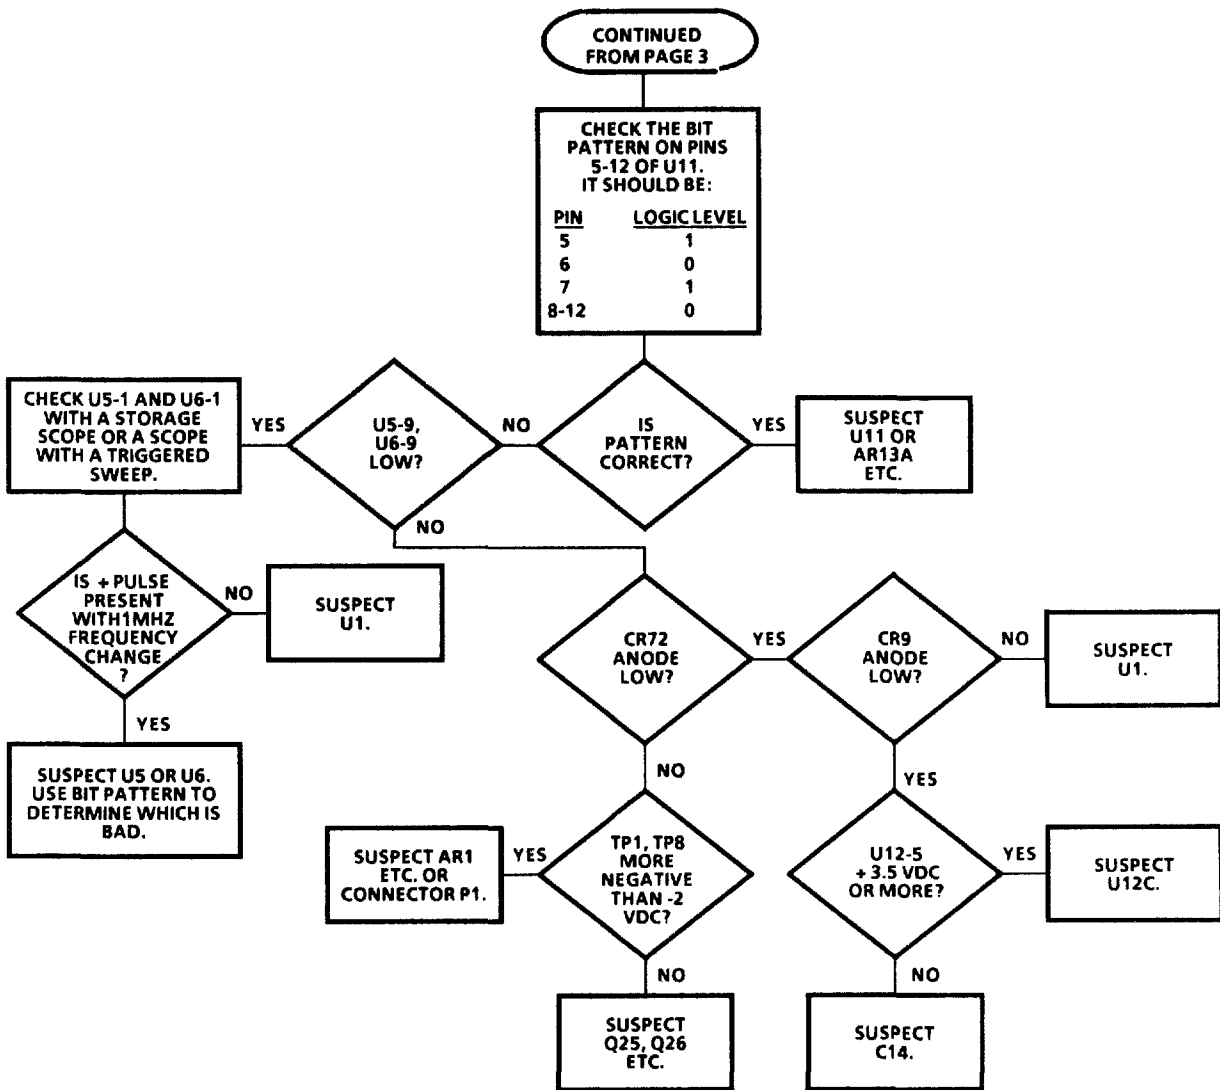 CONTINUED
FROM PAGE 3
CHECK THE BIT
PATTERN ON PINS
5-12 OF U11.
IT SHOULD BE:
PIN LOGIC LEVEL
5 1
6 0
7 1
8-12 0
CHECK U5-1 AND U6-1
WITH A STORAGE
SCOPE OR A SCOPE
WITH A TRIGGERED
SWEEP.
YES
U5-9,
U6-9
LOW?
NO
IS
PATTERN
CORRECT?
YES
SUSPECT
U11 OR
AR13A
ETC.
NO
IS + PULSE
PRESENT
WITH1MHZ
FREQUENCY
CHANGE
?
NO
SUSPECT
U1.
YES
SUSPECT U5 OR U6.
USE BIT PATTERN TO
DETERMINE WHICH IS
BAD.
CR72
ANODE
LOW?
YES
CR9
ANODE
LOW?
NO
SUSPECT
U1.
NO
YES
SUSPECT AR1
ETC. OR
CONNECTOR P1.
YES
TP1, TP8
MORE
NEGATIVE
THAN -2
VDC?
U12-5
+ 3.5 VDC
OR MORE?
YES
SUSPECT
U12C.
NO
NO
SUSPECT
Q25, Q26
ETC.
SUSPECT
C14.